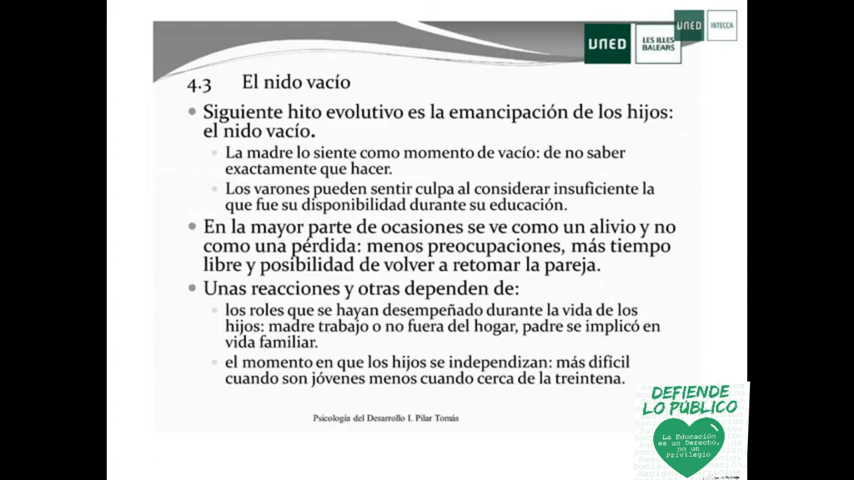 UNED
INTECCA
UNED
LES ILLES
BALEARS
4.3 El nido vacío
Siguiente hito evolutivo es la emancipación de los hijos:
el nido vacío.
La madre lo siente como momento de vacío: de no saber
exactamente que hacer.
Los varones pueden sentir culpa al considerar insuficiente la
que fue su disponibilidad durante su educación.
En la mayor parte de ocasiones se ve como un alivio y no
como una pérdida: menos preocupaciones, más tiempo
libre y posibilidad de volver a retomar la pareja.
Unas reacciones y otras dependen de:
los roles que se hayan desempeñado durante la vida de los
hijos: madre trabajo o no fuera del hogar, padre se implicó en
vida familiar.
el momento en que los hijos se independizan: más difícil
cuando son jóvenes menos cuando cerca de la treintena.
Psicología del Desarrollo I. Pilar Tomás
DEFIENDE
LO PÚBLICO
La Educación
es un Derecho,
no un
Privilegio